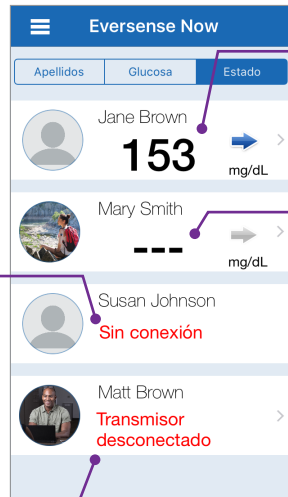 Eversense Now
Apellidos Glucosa Estado
Jane Brown
153
mg/dL
Mary Smith
---
mg/dL
Susan Johnson
Sin conexión
Matt Brown
Transmisor
desconectado